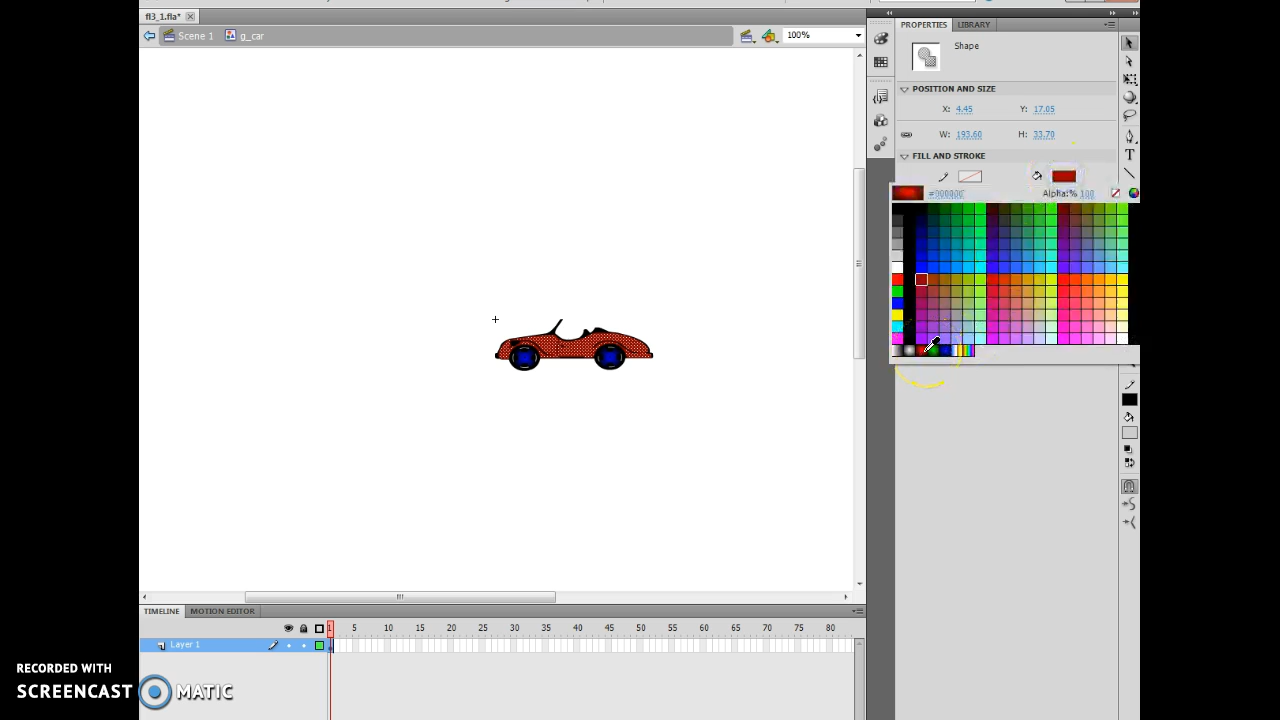 fl3_1.fla*
Scene 1
g_car
100%
PROPERTIES
LIBRARY
Shape
POSITION AND SIZE
X: 4.45
Y: 17.05
W: 193.60
H: 33.70
FILL AND STROKE
#000000
Alpha:% 100
T
TIMELINE
MOTION EDITOR
1 5 10 15 20 25 30 35 40 45 50 55 60 65 70 75 80
Layer 1
RECORDED WITH
SCREENCAST MATIC